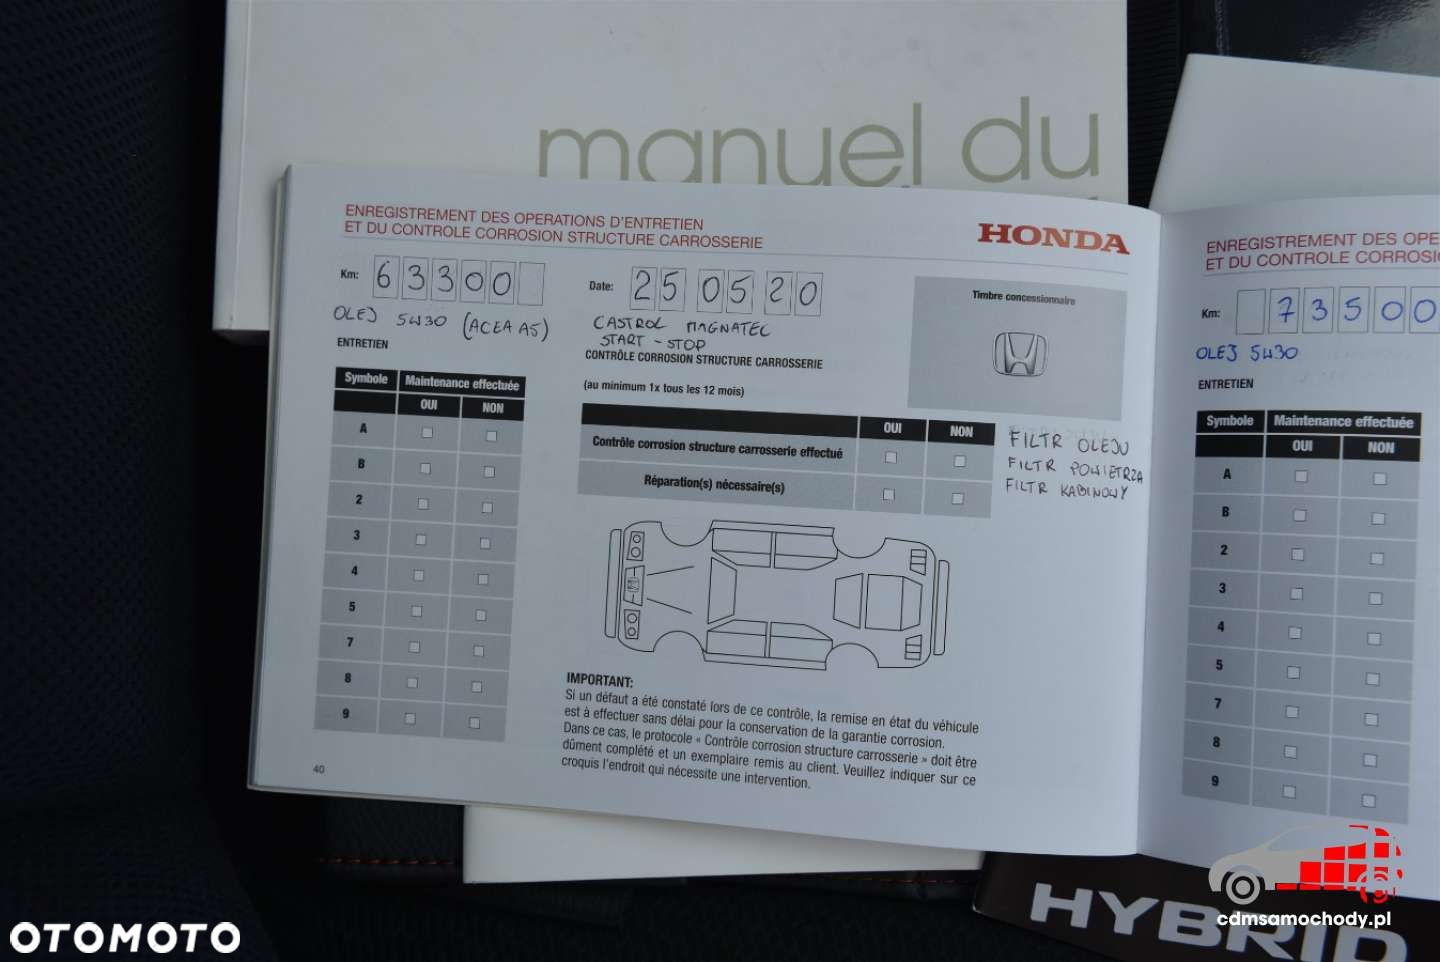 manuel du
ENREGISTREMENT DES OPERATIONS D'ENTRETIEN
ET DU CONTROLE CORROSION STRUCTURE CARROSSERIE
HONDA
Km: 63300
Date: 25 05 20
Timbre concessionnaire
OLEJ 5W30 (ACEA A5)
CASTROL MAGNATEC
START - STOP
ENTRETIEN
CONTRÔLE CORROSION STRUCTURE CARROSSERIE
(au minimum 1x tous les 12 mois)
Symbole Maintenance effectuée
OUI NON
A
B
2
3
4
5
7
8
9
OUI NON
Contrôle corrosion structure carrosserie effectué
Réparation(s) nécessaire(s)
FILTR OLEJU
FILTR POWIETRZA
FILTR KABINOWY
IMPORTANT:
Si un défaut a été constaté lors de ce contrôle, la remise en état du véhicule
est à effectuer sans délai pour la conservation de la garantie corrosion.
Dans ce cas, le protocole « Contrôle corrosion structure carrosserie » doit être
dûment complété et un exemplaire remis au client. Veuillez indiquer sur ce
croquis l'endroit qui nécessite une intervention.
40
ENREGISTREMENT DES OPE
ET DU CONTROLE CORROSI
Km: 73500
OLEJ 5W30
ENTRETIEN
Symbole Maintenance effectuée
OUI NON
A
B
2
3
4
5
7
8
9
HYBRID
cdmsamochody.pl
OTOMOTO